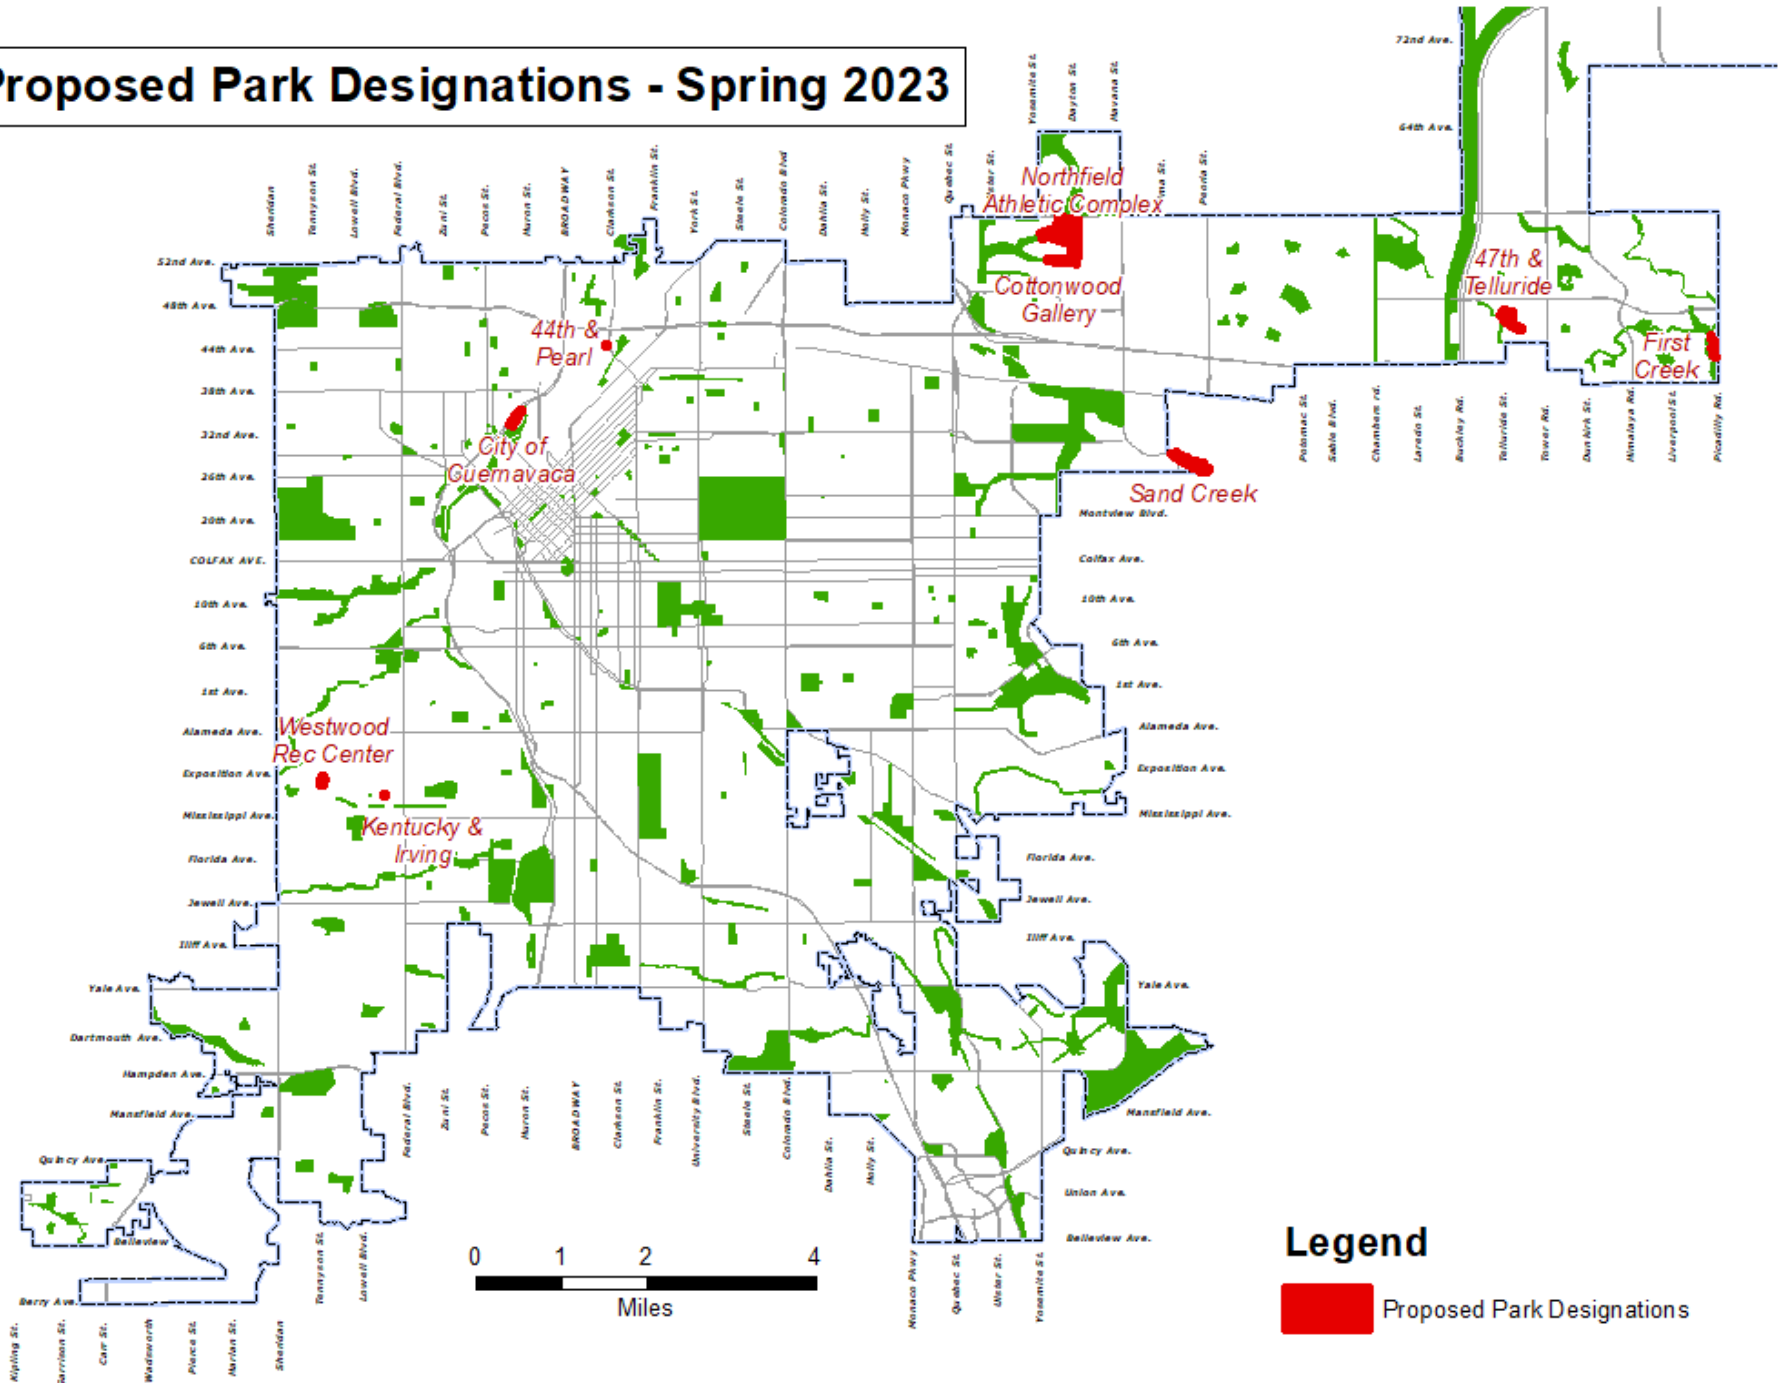 Proposed Park Designations - Spring 2023
72nd Ave.
64th Ave.
Yosemite St.
Dayton St.
Havana St.
Sheridan
Tennyson St.
Lowell Blvd.
Federal Blvd.
Zuni St.
Pecos St.
Huron St.
BROADWAY
Clarkson St.
Franklin St.
York St.
Steele St.
Colorado Blvd
Dahlia St.
Holly St.
Monaco Pkwy
Quebec St.
Peoria St.
Northfield
Athletic Complex
Cottonwood
Gallery
47th &
Telluride
First
Creek
44th &
Pearl
City of
Cuernavaca
Sand Creek
Westwood
Rec Center
Kentucky &
Irving
52nd Ave.
48th Ave.
44th Ave.
38th Ave.
32nd Ave.
26th Ave.
20th Ave.
COLFAX AVE.
10th Ave.
6th Ave.
1st Ave.
Alameda Ave.
Exposition Ave.
Mississippi Ave.
Florida Ave.
Jewell Ave.
Iliff Ave.
Yale Ave.
Dartmouth Ave.
Hampden Ave.
Mansfield Ave.
Quincy Ave.
Belleview
Berry Ave.
Potomac St.
Sable Blvd.
Chambers rd.
Laredo St.
Buckley Rd.
Telluride St.
Tower Rd.
Dunkirk St.
Himalaya Rd.
Liverpool St.
Picadilly Rd.
Montview Blvd.
Colfax Ave.
10th Ave.
6th Ave.
1st Ave.
Alameda Ave.
Exposition Ave.
Mississippi Ave.
Florida Ave.
Jewell Ave.
Iliff Ave.
Yale Ave.
Mansfield Ave.
Quincy Ave.
Union Ave.
Belleview Ave.
Federal Blvd.
Zuni St.
Pecos St.
Huron St.
BROADWAY
Clarkson St.
Franklin St.
University Blvd.
Steele St.
Colorado Blvd.
Dahlia St.
Holly St.
Monaco Pkwy
Quebec St.
Ulster St.
Yosemite St.
Tennyson St.
Lowell Blvd.
Kipling St.
Garrison St.
Carr St.
Wadsworth
Pierce St.
Harlan St.
Sheridan
0 1 2 4
Miles
Legend
Proposed Park Designations